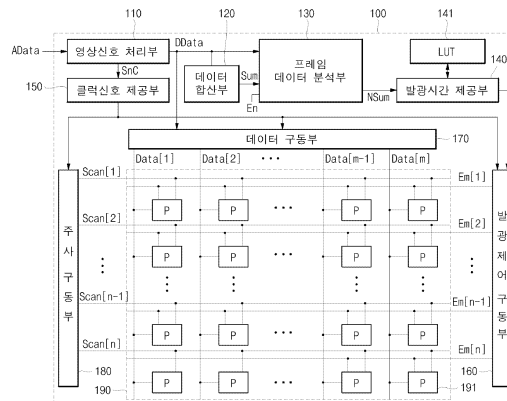 110
120
130
100
141
AData
영상신호 처리부
DData
데이터
합산부
Sum
En
프레임
데이터 분석부
NSum
LUT
140
발광시간 제공부
SnC
150
클럭신호 제공부
데이터 구동부
170
Data[1]
Data[2]
• • •
Data[m-1]
Data[m]
Scan[1]
Em[1]
P
P
• • •
P
P
Scan[2]
Em[2]
P
P
• • •
P
P
주사 구동부
발광제어 구동부
Scan[n-1]
Em[n-1]
P
P
• • •
P
P
Scan[n]
Em[n]
P
P
• • •
P
P
180
190
191
160